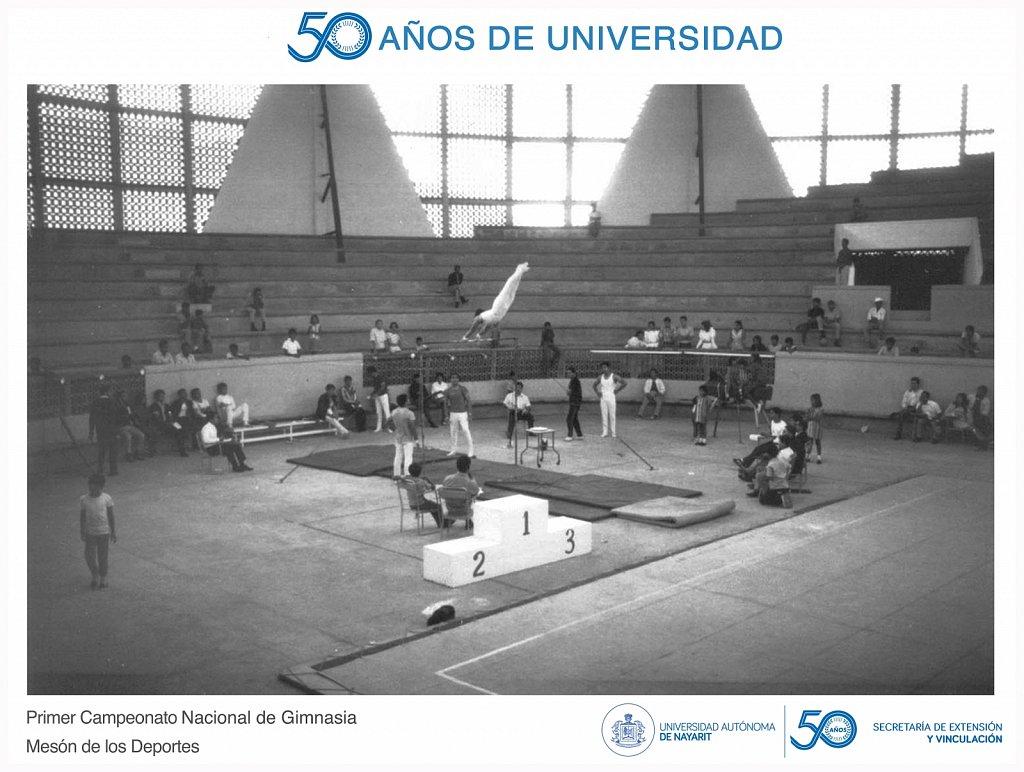 50 AÑOS DE UNIVERSIDAD
1
2
3
Primer Campeonato Nacional de Gimnasia
Mesón de los Deportes
UNIVERSIDAD AUTÓNOMA
DE NAYARIT
50 AÑOS
SECRETARÍA DE EXTENSIÓN
Y VINCULACIÓN